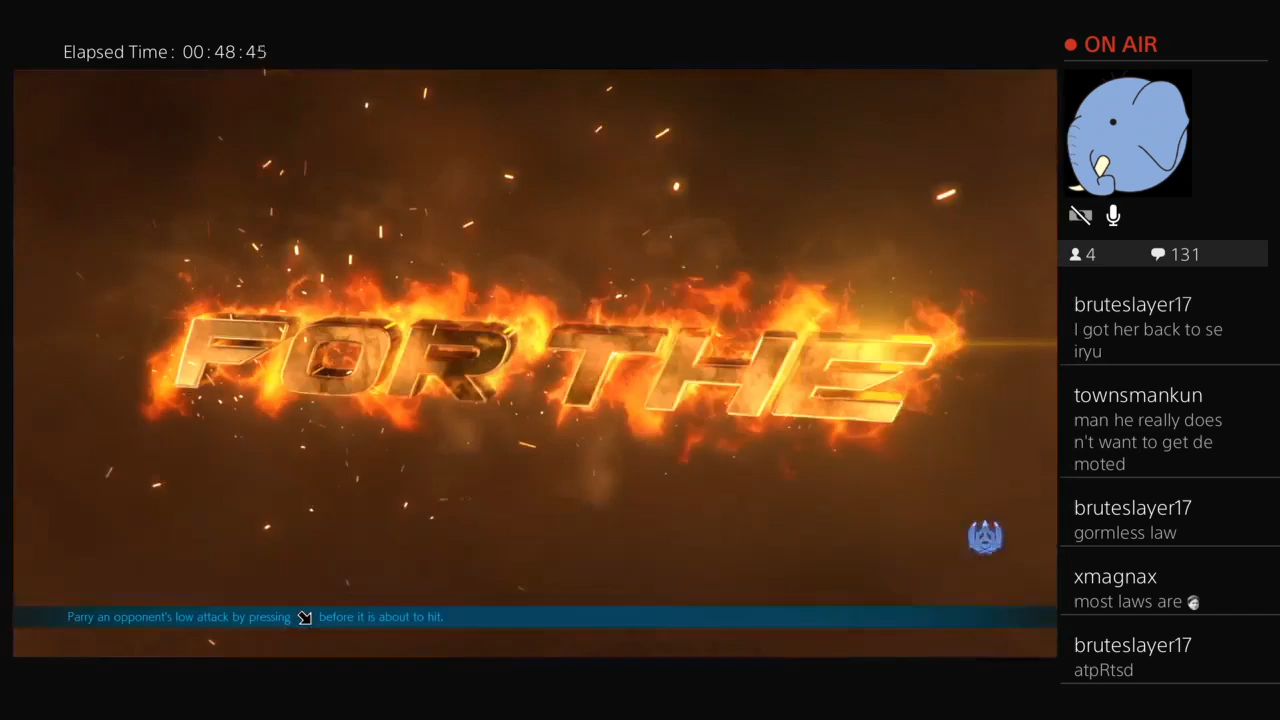 Elapsed Time: 00:48:45
ON AIR
FOR THE
4
131
bruteslayer17
I got her back to se
iryu
townsmankun
man he really does
n't want to get de
moted
bruteslayer17
gormless law
xmagnax
most laws are
bruteslayer17
atpRtsd
Parry an opponent's low attack by pressing before it is about to hit.